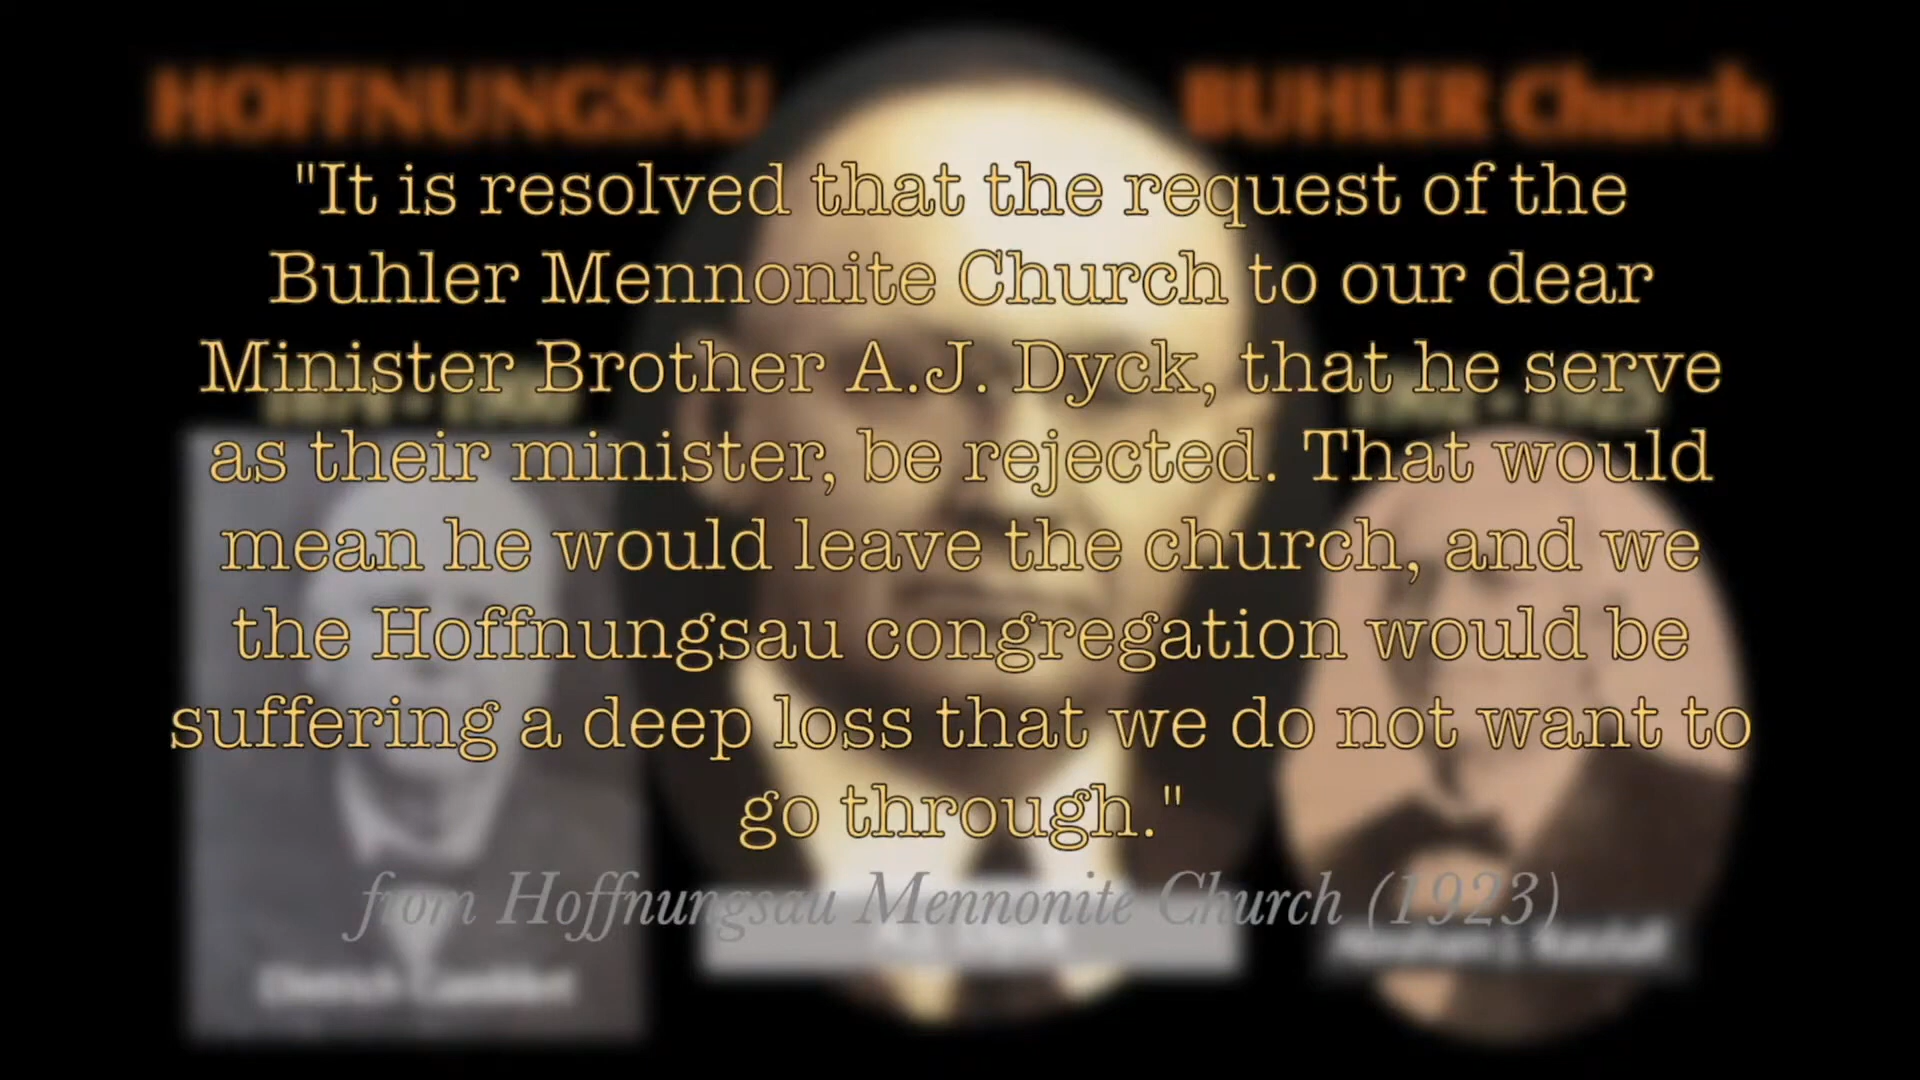 HOFFNUNGSAU
BUHLER Church
"It is resolved that the request of the
Buhler Mennonite Church to our dear
Minister Brother A.J. Dyck, that he serve
as their minister, be rejected. That would
mean he would leave the church, and we
the Hoffnungsau congregation would be
suffering a deep loss that we do not want to
go through."
from Hoffnungsau Mennonite Church (1923)
Dietrich